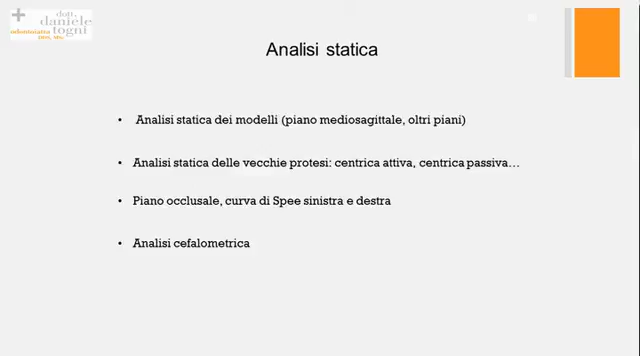 dott.
daniele
togni
odontoiatra
Analisi statica
• Analisi statica dei modelli (piano mediosagittale, oltri piani)
• Analisi statica delle vecchie protesi: centrica attiva, centrica passiva…
• Piano occlusale, curva di Spee sinistra e destra
• Analisi cefalometrica